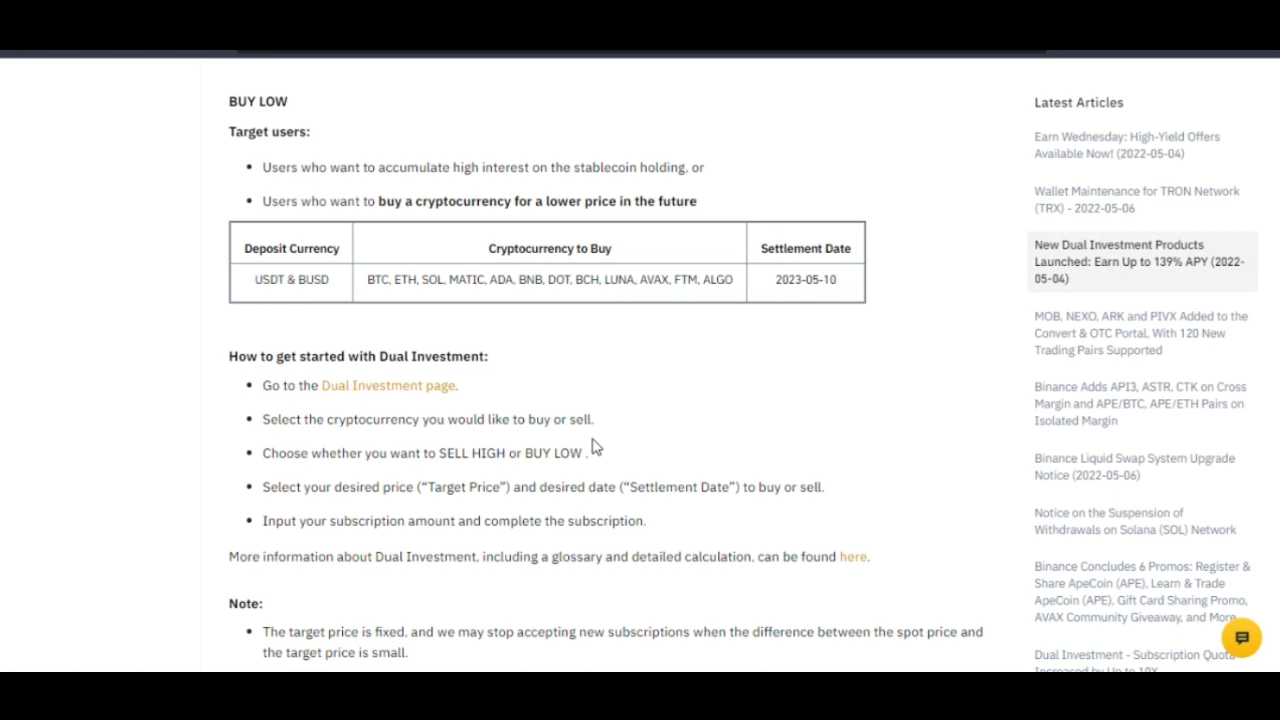 BUY LOW
Target users:
• Users who want to accumulate high interest on the stablecoin holding, or
• Users who want to buy a cryptocurrency for a lower price in the future
Deposit Currency Cryptocurrency to Buy Settlement Date
USDT & BUSD BTC, ETH, SOL, MATIC, ADA, BNB, DOT, BCH, LUNA, AVAX, FTM, ALGO 2023-05-10
How to get started with Dual Investment:
• Go to the Dual Investment page.
• Select the cryptocurrency you would like to buy or sell.
• Choose whether you want to SELL HIGH or BUY LOW .
• Select your desired price (“Target Price”) and desired date (“Settlement Date”) to buy or sell.
• Input your subscription amount and complete the subscription.
More information about Dual Investment, including a glossary and detailed calculation, can be found here.
Note:
• The target price is fixed, and we may stop accepting new subscriptions when the difference between the spot price and
the target price is small.
Latest Articles
Earn Wednesday: High-Yield Offers
Available Now! (2022-05-04)
Wallet Maintenance for TRON Network
(TRX) - 2022-05-06
New Dual Investment Products
Launched: Earn Up to 139% APY (2022-
05-04)
MOB, NEXO, ARK and PIVX Added to the
Convert & OTC Portal, With 120 New
Trading Pairs Supported
Binance Adds API3, ASTR, CTK on Cross
Margin and APE/BTC, APE/ETH Pairs on
Isolated Margin
Binance Liquid Swap System Upgrade
Notice (2022-05-06)
Notice on the Suspension of
Withdrawals on Solana (SOL) Network
Binance Concludes 6 Promos: Register &
Share ApeCoin (APE), Learn & Trade
ApeCoin (APE), Gift Card Sharing Promo,
AVAX Community Giveaway, and More
Dual Investment - Subscription Quota
Increased by Up to 10X